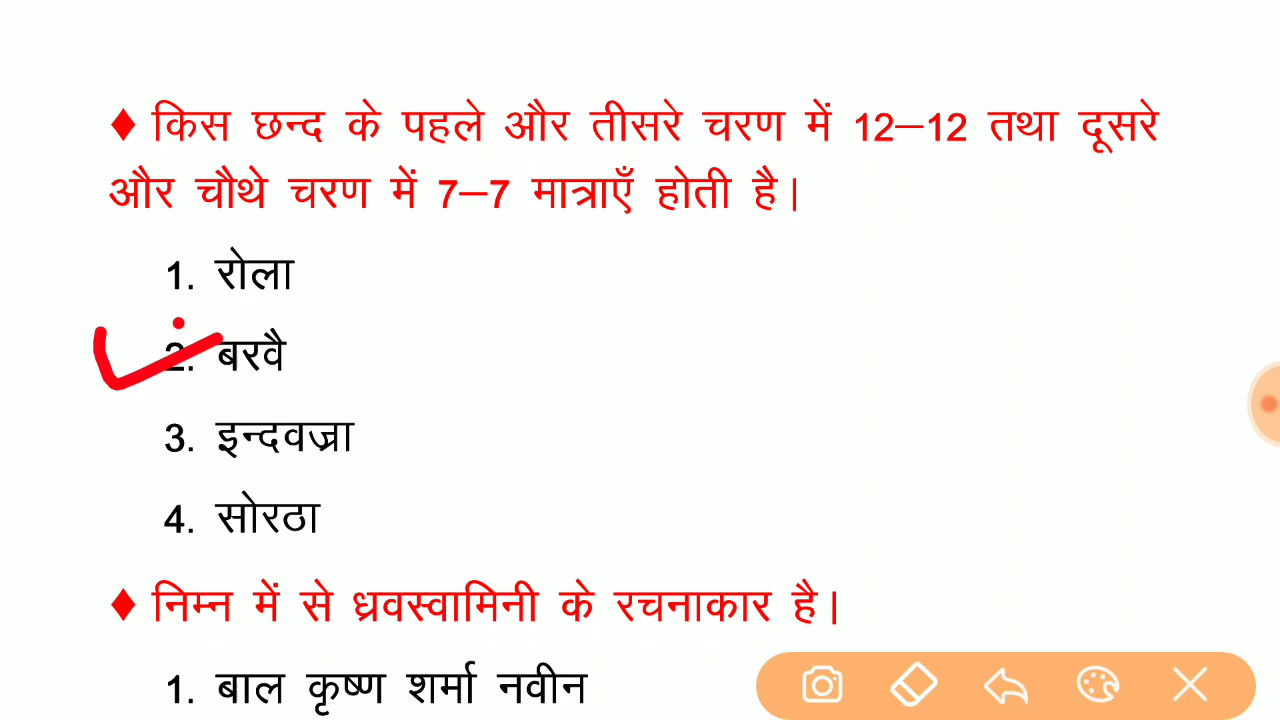 ♦ किस छन्द के पहले और तीसरे चरण में 12–12 तथा दूसरे
और चौथे चरण में 7–7 मात्राएँ होती है।
1. रोला
2. बरवै
3. इन्दवज्रा
4. सोरठा
♦ निम्न में से ध्रवस्वामिनी के रचनाकार है।
1. बाल कृष्ण शर्मा नवीन